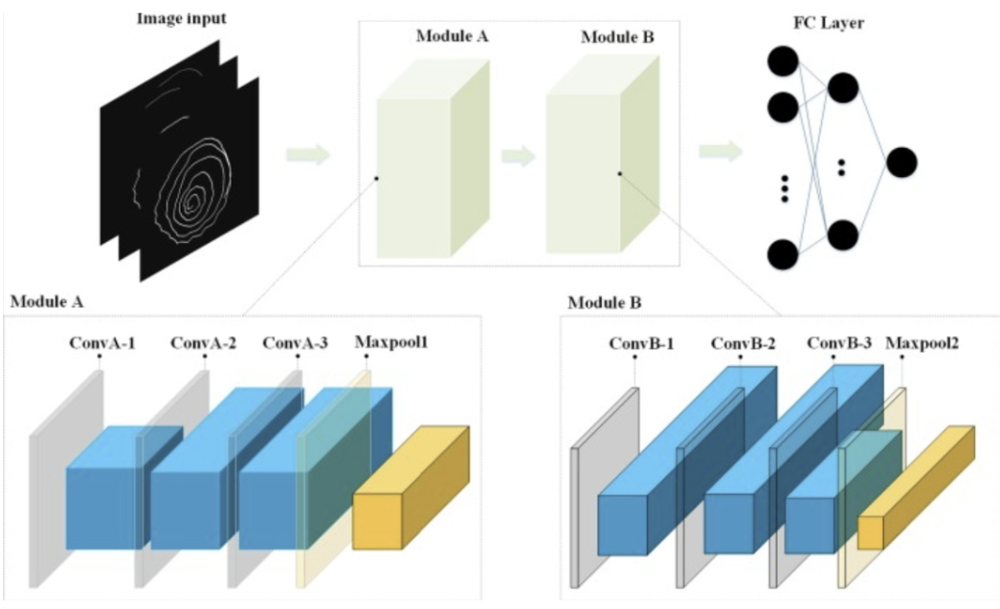 Image input
Module A
Module B
FC Layer
Module A
ConvA-1
ConvA-2
ConvA-3
Maxpool1
Module B
ConvB-1
ConvB-2
ConvB-3
Maxpool2